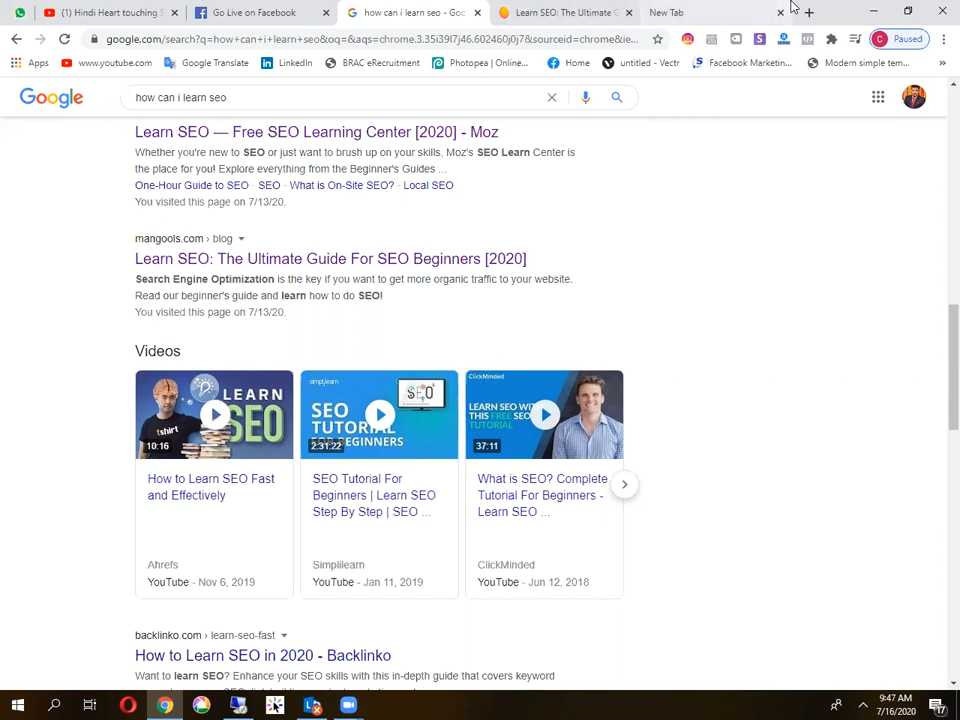 (1) Hindi Heart touching S
Go Live on Facebook
how can i learn seo - Goo
Learn SEO: The Ultimate G
New Tab
google.com/search?q=how+can+i+learn+seo&oq=&aqs=chrome.3.35i39l7j46.602460j0j7&sourceid=chrome&ie...
Paused
Apps
www.youtube.com
Google Translate
LinkedIn
BRAC eRecruitment
Photopea | Online...
Home
untitled - Vectr
Facebook Marketin...
Modern simple tem...
»
Google
how can i learn seo
Learn SEO — Free SEO Learning Center [2020] - Moz
Whether you're new to SEO or just want to brush up on your skills, Moz's SEO Learn Center is
the place for you! Explore everything from the Beginner's Guides ...
One-Hour Guide to SEO · SEO · What is On-Site SEO? · Local SEO
You visited this page on 7/13/20.
mangools.com › blog
Learn SEO: The Ultimate Guide For SEO Beginners [2020]
Search Engine Optimization is the key if you want to get more organic traffic to your website.
Read our beginner's guide and learn how to do SEO!
You visited this page on 7/13/20.
Videos
LEARN
SEO
tshirt
10:16
simplilearn
SEO
SEO
TUTORIAL
FOR BEGINNERS
2:31:22
ClickMinded
LEARN SEO WITH
THIS FREE SEO
TUTORIAL
37:11
How to Learn SEO Fast
and Effectively
SEO Tutorial For
Beginners | Learn SEO
Step By Step | SEO ...
What is SEO? Complete
Tutorial For Beginners -
Learn SEO ...
Ahrefs
YouTube - Nov 6, 2019
Simplilearn
YouTube - Jan 11, 2019
ClickMinded
YouTube - Jun 12, 2018
backlinko.com › learn-seo-fast
How to Learn SEO in 2020 - Backlinko
Want to learn SEO? Enhance your SEO skills with this in-depth guide that covers keyword
9:47 AM
7/16/2020
17